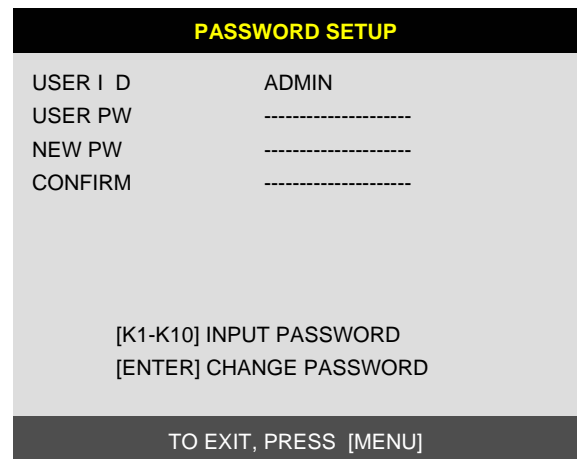 PASSWORD SETUP
USER I D ADMIN
USER PW ---------------------
NEW PW ---------------------
CONFIRM ---------------------
[K1-K10] INPUT PASSWORD
[ENTER] CHANGE PASSWORD
TO EXIT, PRESS [MENU]